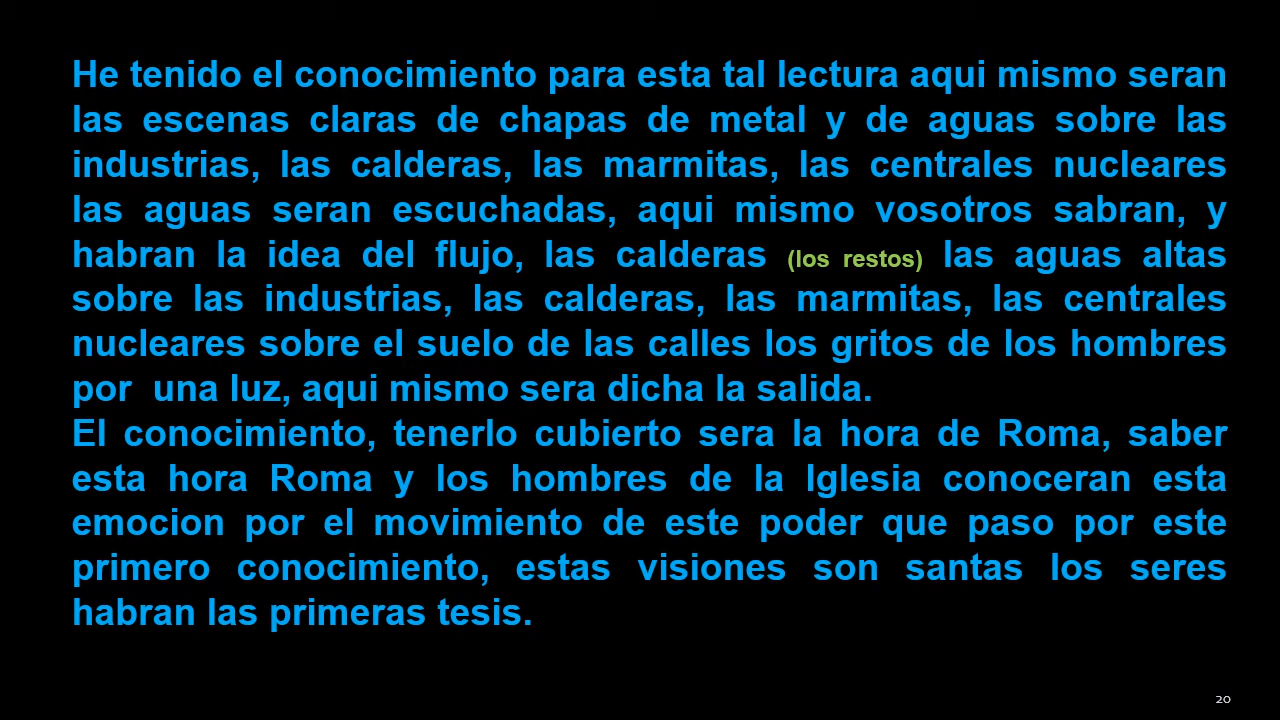 He tenido el conocimiento para esta tal lectura aqui mismo seran
las escenas claras de chapas de metal y de aguas sobre las
industrias, las calderas, las marmitas, las centrales nucleares
las aguas seran escuchadas, aqui mismo vosotros sabran, y
habran la idea del flujo, las calderas (los restos) las aguas altas
sobre las industrias, las calderas, las marmitas, las centrales
nucleares sobre el suelo de las calles los gritos de los hombres
por una luz, aqui mismo sera dicha la salida.
El conocimiento, tenerlo cubierto sera la hora de Roma, saber
esta hora Roma y los hombres de la Iglesia conoceran esta
emocion por el movimiento de este poder que paso por este
primero conocimiento, estas visiones son santas los seres
habran las primeras tesis.
20